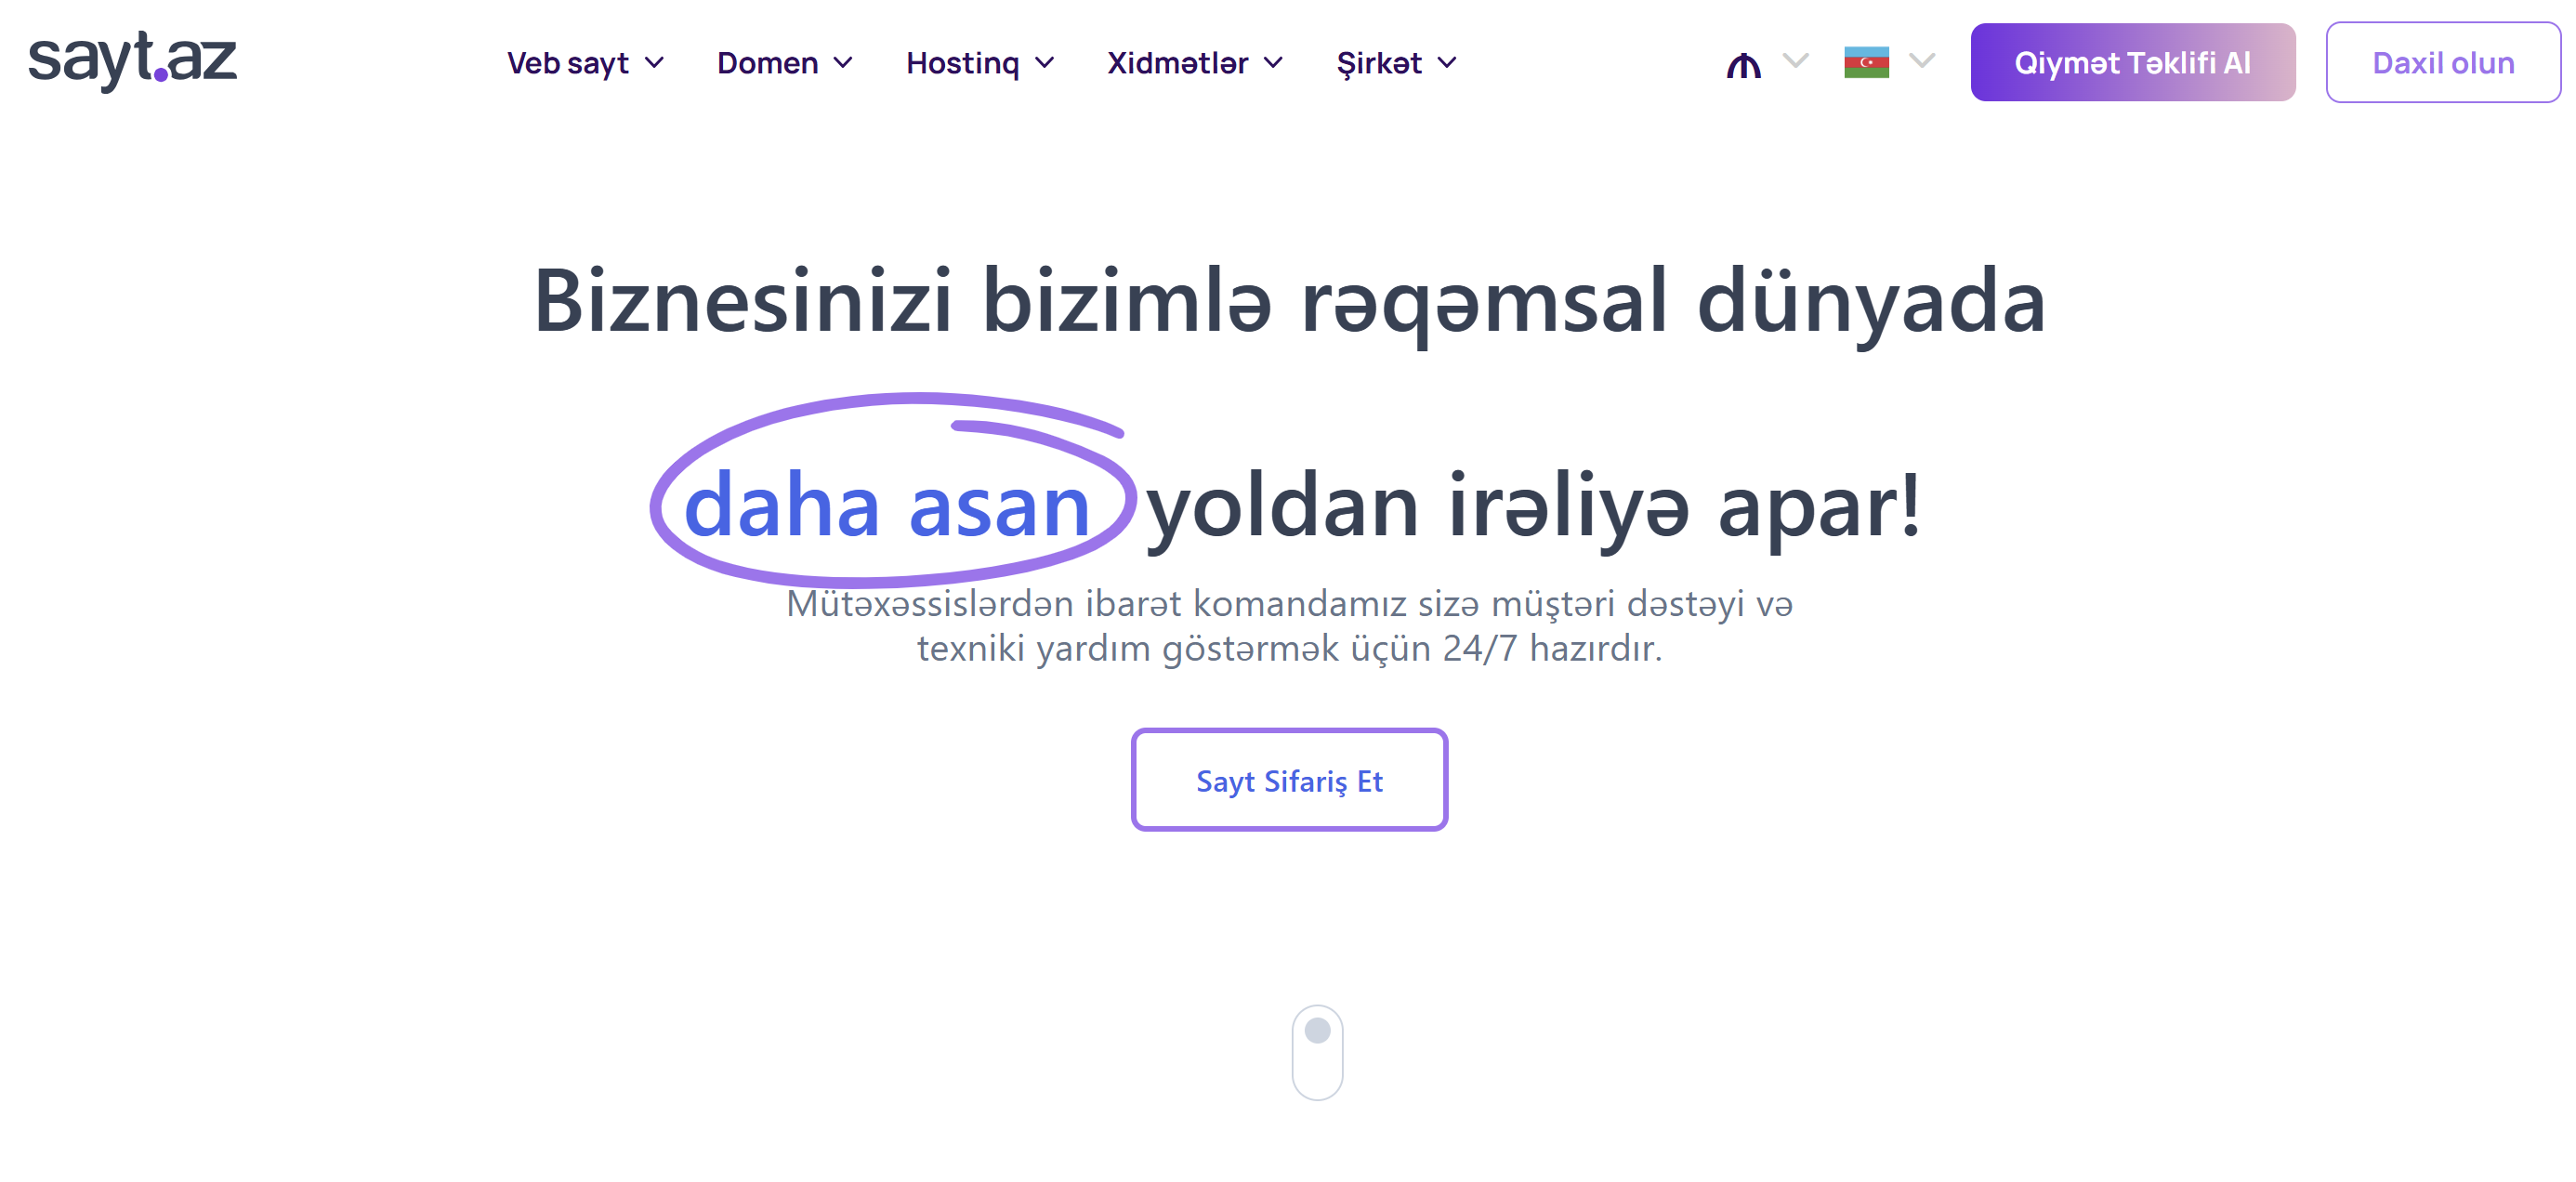 sayt.az
Veb sayt
Domen
Hostinq
Xidmətlər
Şirkət
₼
Qiymət Təklifi Al
Daxil olun
Biznesinizi bizimlə rəqəmsal dünyada
daha asan yoldan irəliyə apar!
Mütəxəssislərdən ibarət komandamız sizə müştəri dəstəyi və
texniki yardım göstərmək üçün 24/7 hazırdır.
Sayt Sifariş Et